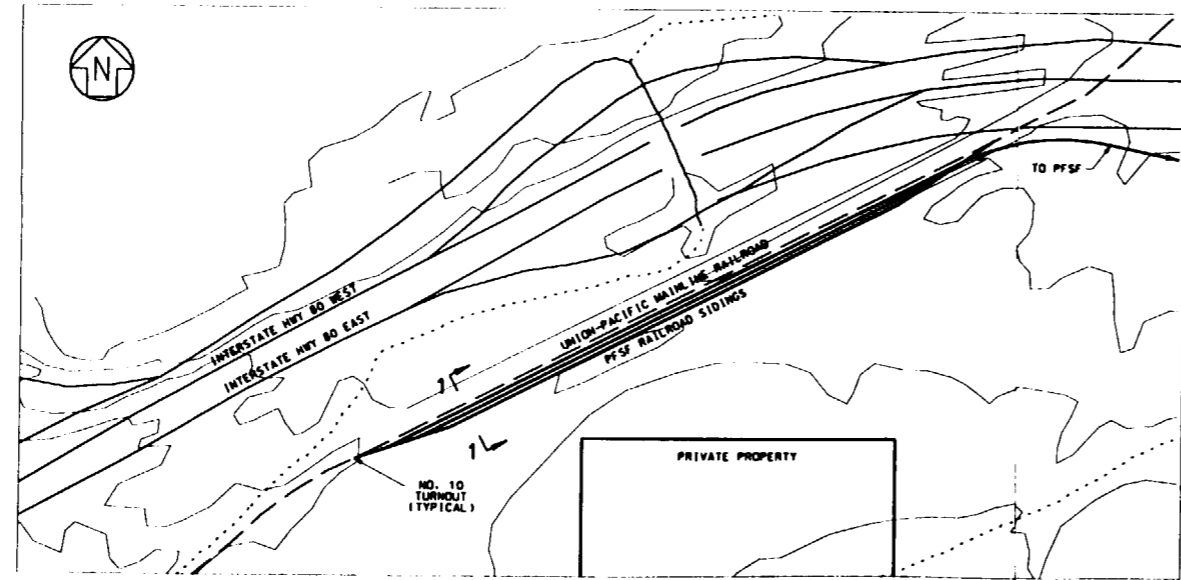 N
TO PFSF
INTERSTATE HWY 80 WEST
INTERSTATE HWY 80 EAST
UNION-PACIFIC MAINLINE RAILROAD
PFSF RAILROAD SIDINGS
1
1
PRIVATE PROPERTY
NO. 10
TURNOUT
(TYPICAL)